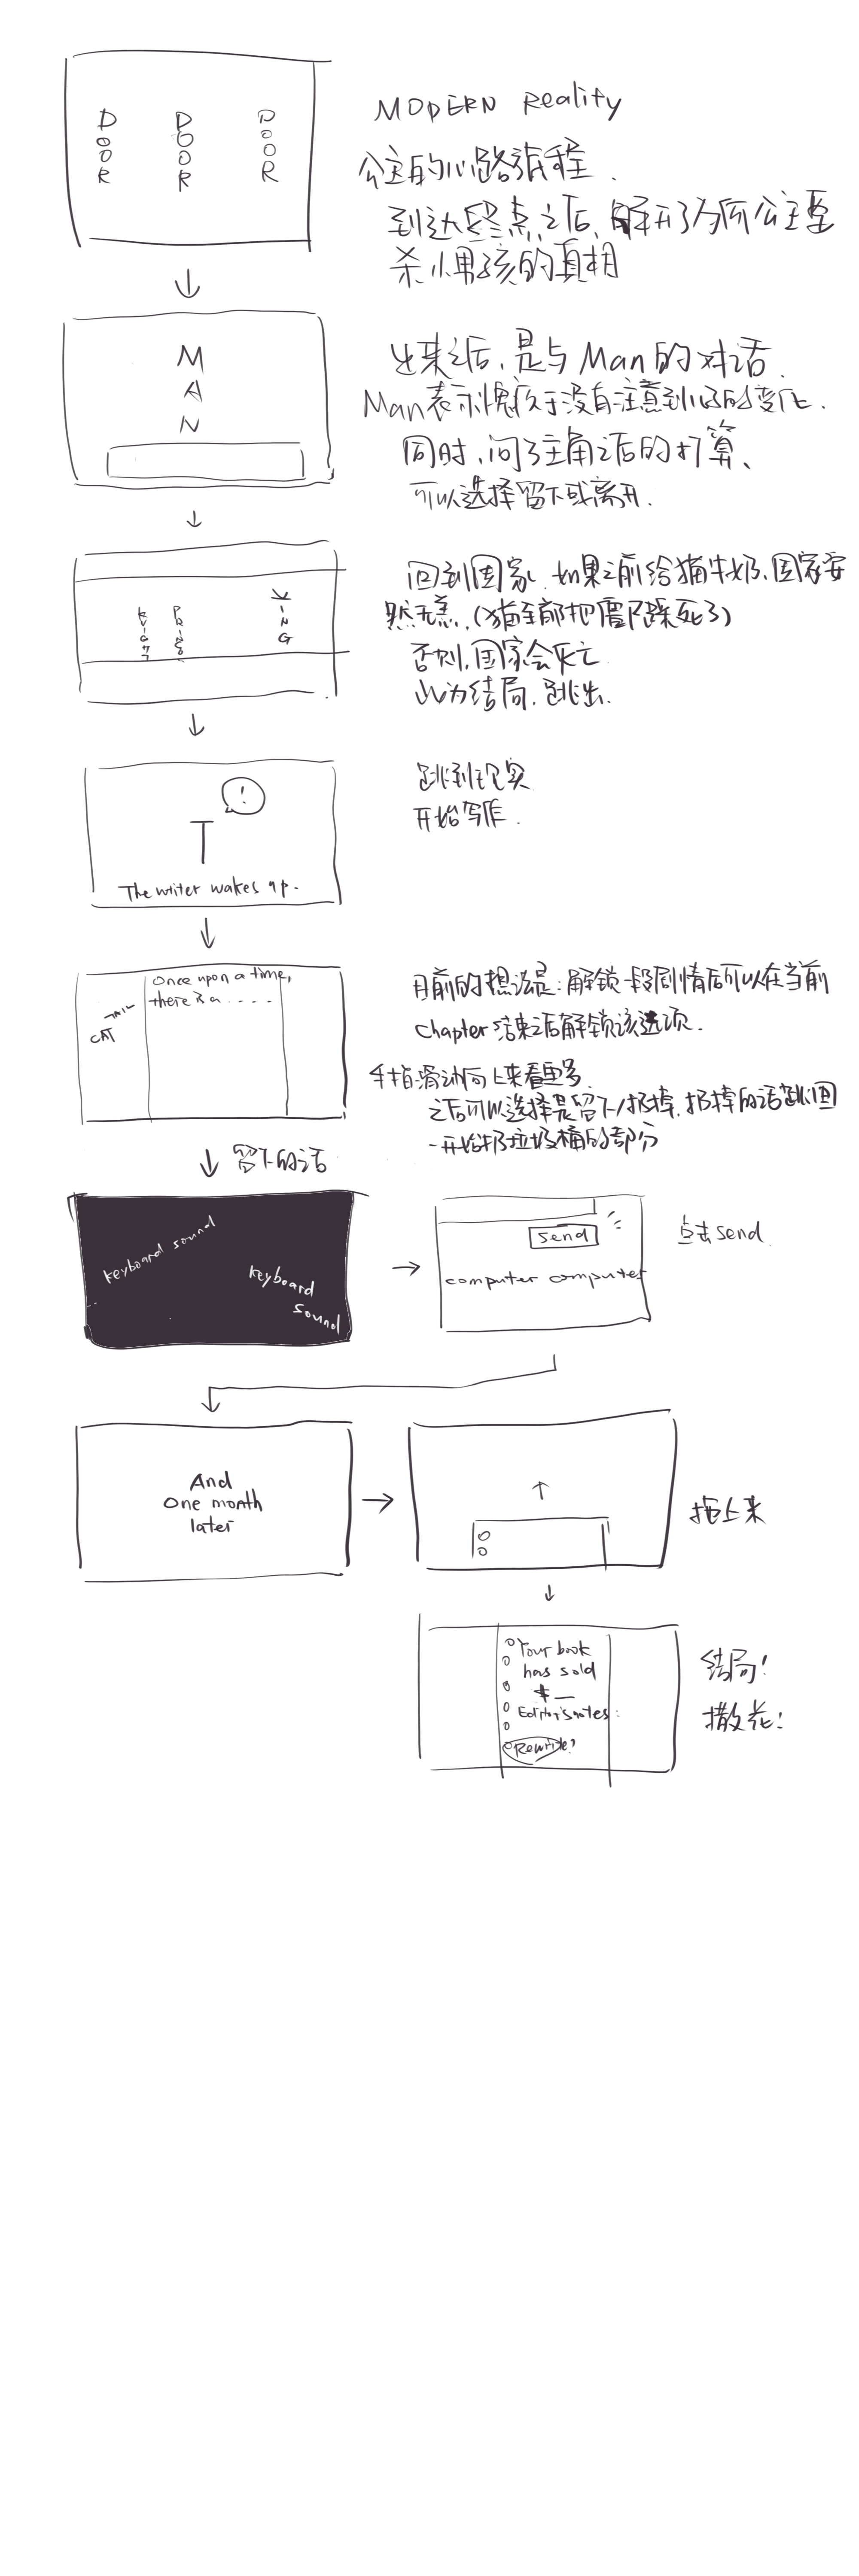 DOOR DOOR DOOR
MODERN Reality
公主的心路旅程.
到达终点之后,解开了为何公主要
杀小男孩的真相
MAN
出来之后,是与Man的对话.
Man表示愧疚于没有注意到心的变化.
同时,问了主角之后的打算、
可以选择留下或离开.
KING
回到国家,如果之前给猫牛奶,国家安
然无恙.(猫全部把僵尸踩死了)
否则,国家会灭亡
此为结局,跳出.
!
T
The writer wakes up.
跳到现实
开始写作.
CAT TAIL
Once upon a time,
there is a ....
目前的想法是:解锁一段剧情后可以在当前
Chapter结束之后解锁该选项.
手指滑动向上来看更多.
之后可以选择是留下/扔掉,扔掉的话跳回
一开始扔垃圾桶的部分
留下的话
keyboard sound
keyboard
sound
send
computer computer
点击send.
And
One month
later
拖上来
Your book
has sold
$ _
Editor's notes:
Rewrite?
结局!
撒花!